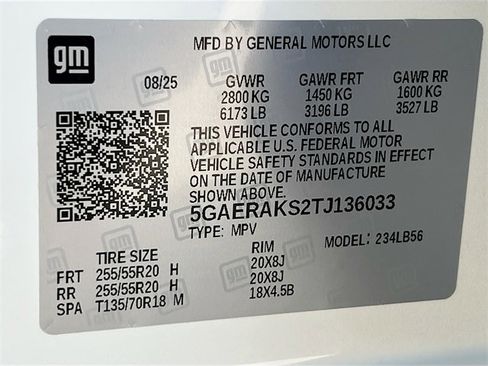 gm
MFD BY GENERAL MOTORS LLC
08/25 GVWR GAWR FRT GAWR RR
2800 KG 1450 KG 1600 KG
6173 LB 3196 LB 3527 LB
THIS VEHICLE CONFORMS TO ALL
APPLICABLE U.S. FEDERAL MOTOR
VEHICLE SAFETY STANDARDS IN EFFECT
ON THE DATE OF MANUFACTURE
SHOWN ABOVE.
5GAERAKS2TJ136033
TYPE: MPV MODEL: 234LB56
TIRE SIZE RIM
FRT 255/55R20 H 20X8J
RR 255/55R20 H 20X8J
SPA T135/70R18 M 18X4.5B